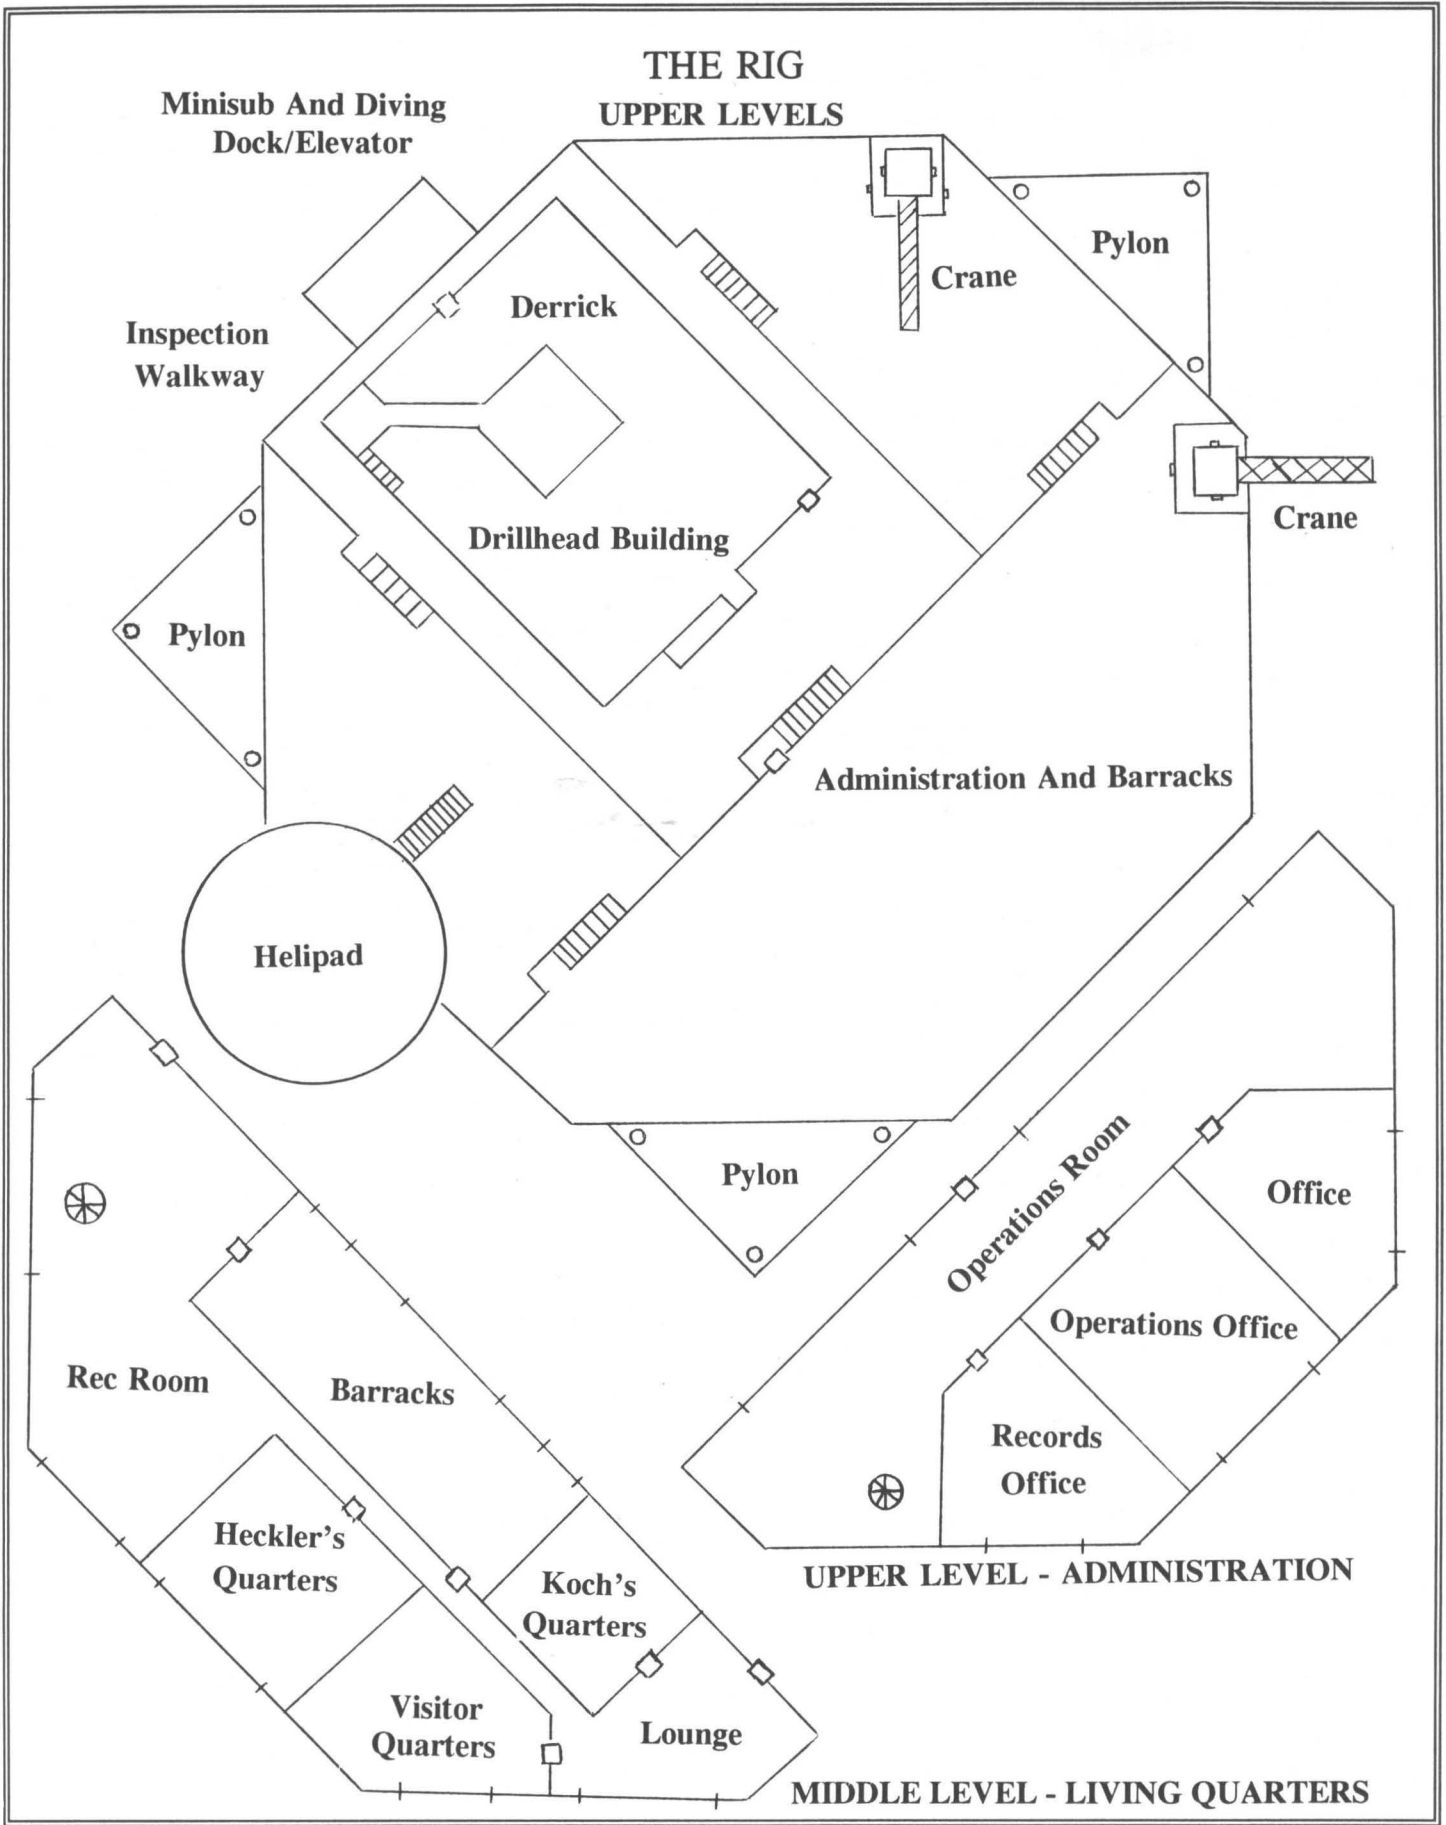 THE RIG
UPPER LEVELS
Minisub And Diving
Dock/Elevator
Pylon
Crane
Derrick
Inspection
Walkway
Crane
Drillhead Building
Pylon
Administration And Barracks
Helipad
Pylon
Operations Room
Office
Operations Office
Records
Office
UPPER LEVEL - ADMINISTRATION
Rec Room
Barracks
Heckler's
Quarters
Koch's
Quarters
Visitor
Quarters
Lounge
MIDDLE LEVEL - LIVING QUARTERS